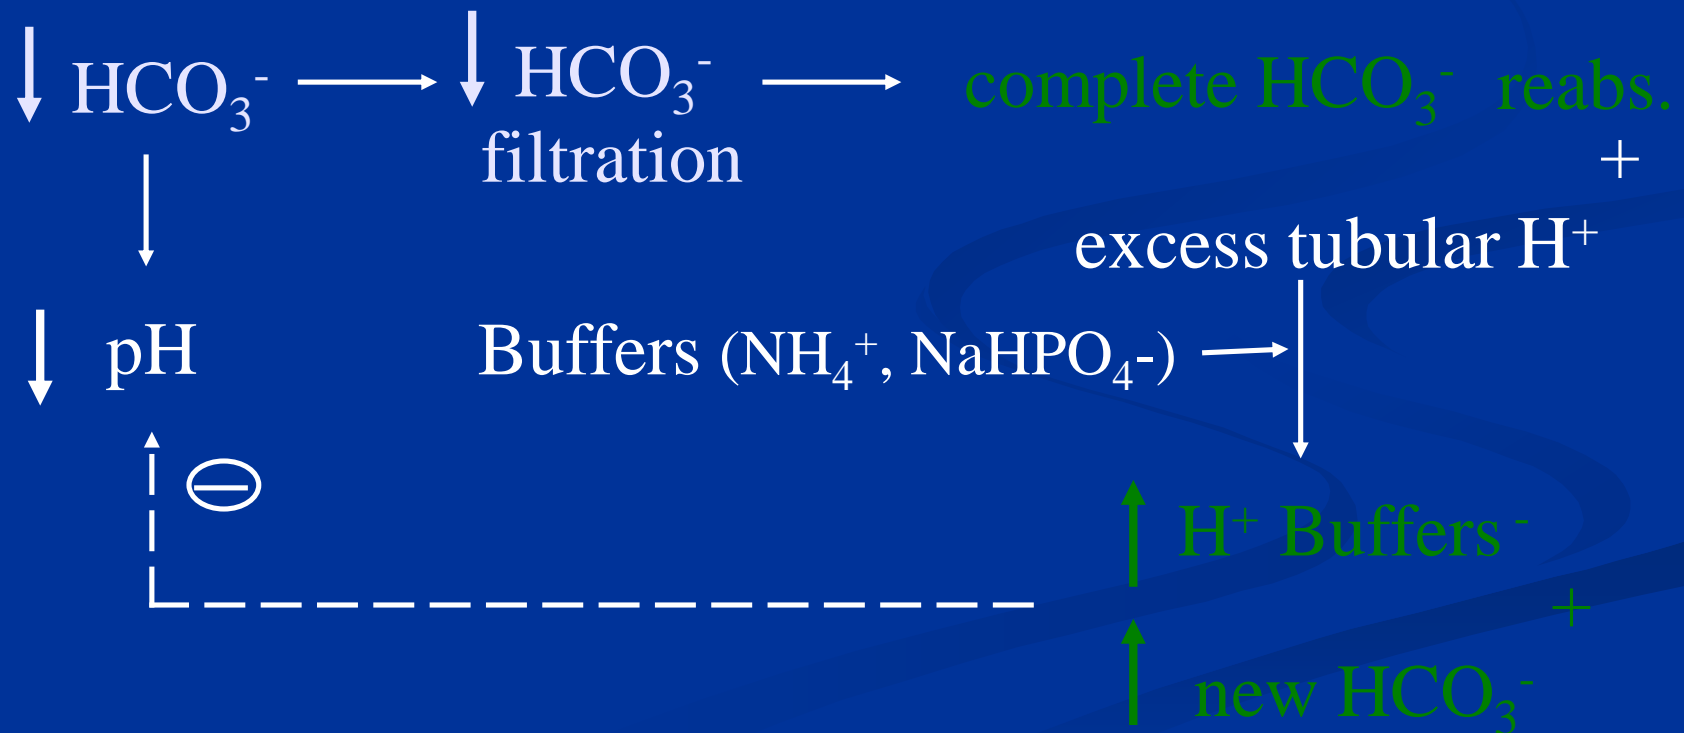 ↓ HCO₃⁻ → ↓ HCO₃⁻ → complete HCO₃⁻ reabs.
filtration
+
excess tubular H⁺
↓ pH
Buffers (NH₄⁺, NaHPO₄-) →
⊖
↑ H⁺ Buffers ⁻
+
↑ new HCO₃⁻